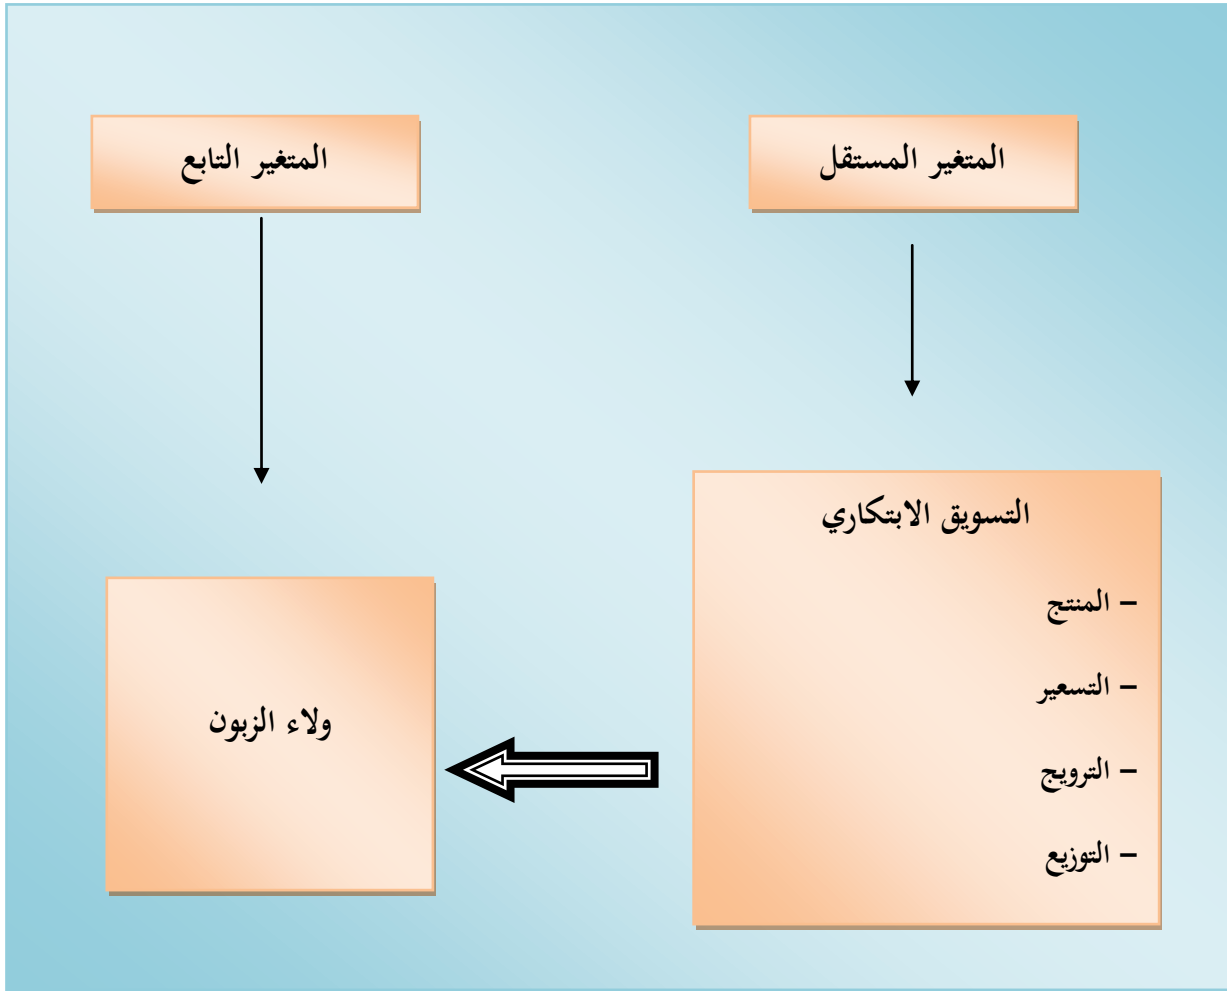 المتغير المستقل
المتغير التابع
التسويق الابتكاري
– المنتج
– التسعير
– الترويج
– التوزيع
ولاء الزبون